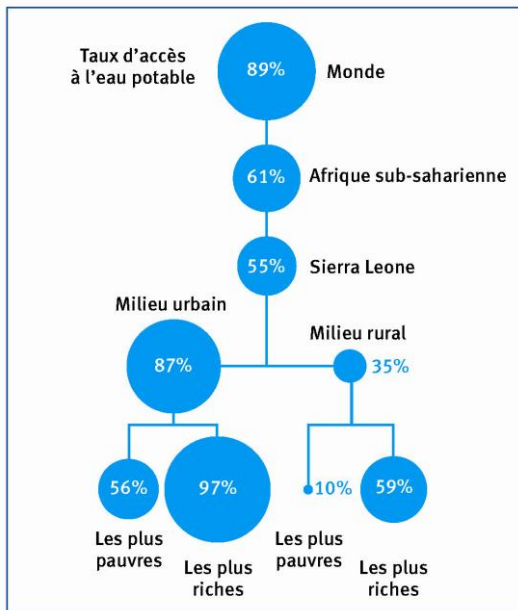 Taux d'accès
à l'eau potable
89%
Monde
61%
Afrique sub-saharienne
55%
Sierra Leone
Milieu urbain
87%
Milieu rural
35%
56%
Les plus
pauvres
97%
Les plus
riches
10%
Les plus
pauvres
59%
Les plus
riches